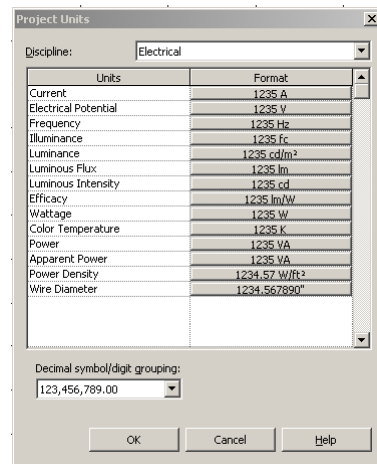 Project Units
Discipline: Electrical
Units Format
Current 1235 A
Electrical Potential 1235 V
Frequency 1235 Hz
Illuminance 1235 fc
Luminance 1235 cd/m²
Luminous Flux 1235 lm
Luminous Intensity 1235 cd
Efficacy 1235 lm/W
Wattage 1235 W
Color Temperature 1235 K
Power 1235 VA
Apparent Power 1235 VA
Power Density 1234.57 W/ft²
Wire Diameter 1234.567890"
Decimal symbol/digit grouping:
123,456,789.00
OK Cancel Help